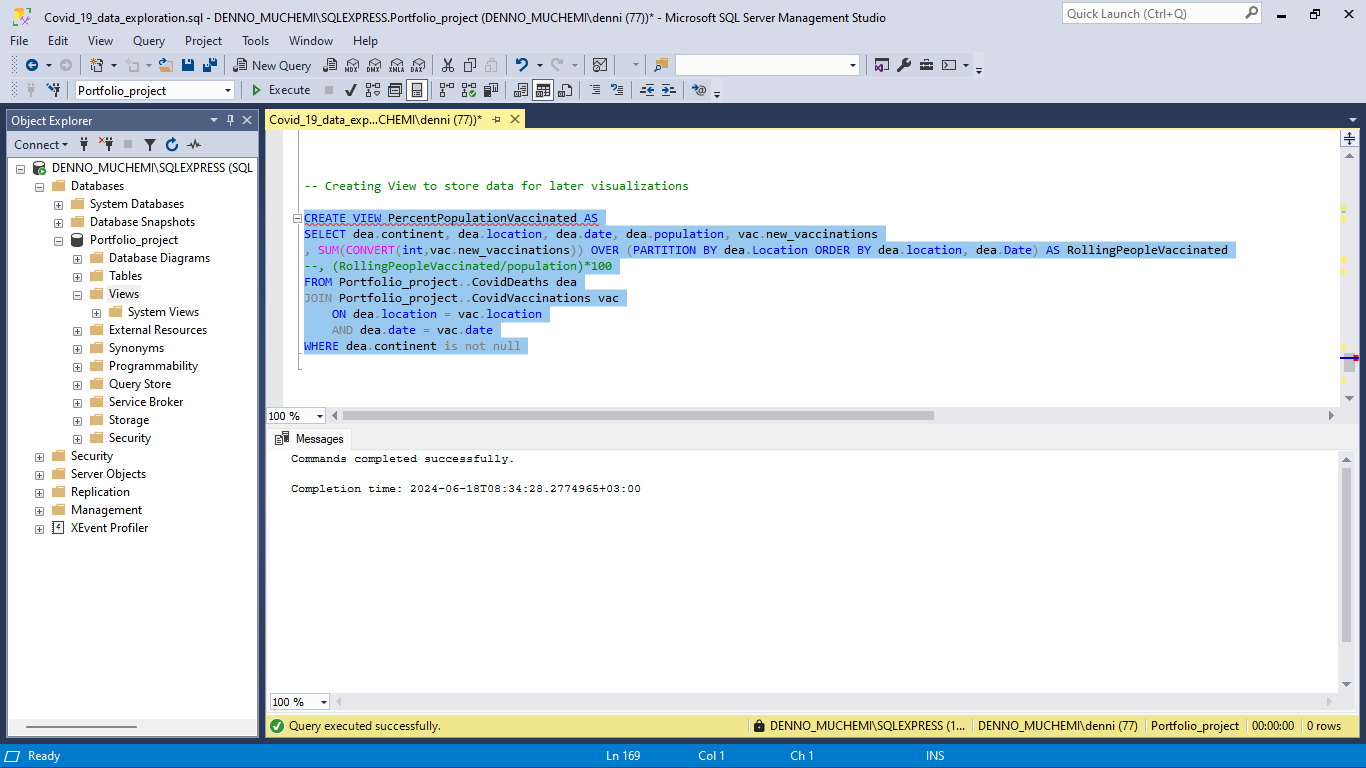 Covid_19_data_exploration.sql - DENNO_MUCHEMI\SQLEXPRESS.Portfolio_project (DENNO_MUCHEMI\denni (77))* - Microsoft SQL Server Management Studio
Quick Launch (Ctrl+Q)
File Edit View Query Project Tools Window Help
New Query MDX DMX XMLA DAX
Portfolio_project Execute
Object Explorer
Covid_19_data_exp...CHEMI\denni (77))*
Connect
DENNO_MUCHEMI\SQLEXPRESS (SQL
Databases
System Databases
Database Snapshots
Portfolio_project
Database Diagrams
Tables
Views
System Views
External Resources
Synonyms
Programmability
Query Store
Service Broker
Storage
Security
Security
Server Objects
Replication
Management
XEvent Profiler
-- Creating View to store data for later visualizations
CREATE VIEW PercentPopulationVaccinated AS
SELECT dea.continent, dea.location, dea.date, dea.population, vac.new_vaccinations
, SUM(CONVERT(int,vac.new_vaccinations)) OVER (PARTITION BY dea.Location ORDER BY dea.location, dea.Date) AS RollingPeopleVaccinated
--, (RollingPeopleVaccinated/population)*100
FROM Portfolio_project..CovidDeaths dea
JOIN Portfolio_project..CovidVaccinations vac
ON dea.location = vac.location
AND dea.date = vac.date
WHERE dea.continent is not null
100 %
Messages
Commands completed successfully.
Completion time: 2024-06-18T08:34:28.2774965+03:00
100 %
Query executed successfully. DENNO_MUCHEMI\SQLEXPRESS (1... DENNO_MUCHEMI\denni (77) Portfolio_project 00:00:00 0 rows
Ready Ln 169 Col 1 Ch 1 INS